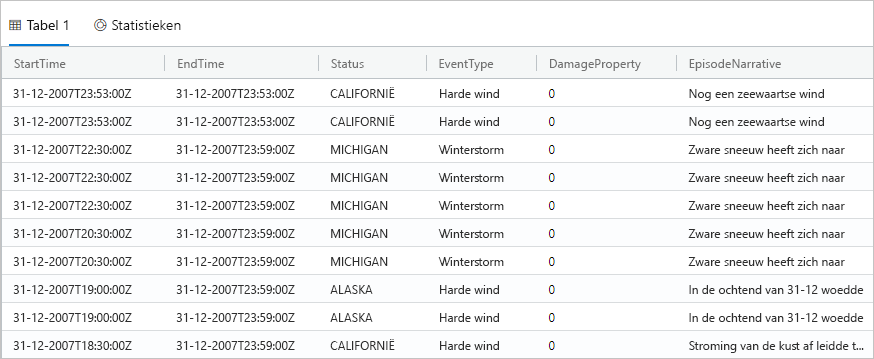 Tabel 1 Statistieken
StartTime EndTime Status EventType DamageProperty EpisodeNarrative
31-12-2007T23:53:00Z 31-12-2007T23:53:00Z CALIFORNIË Harde wind 0 Nog een zeewaartse wind
31-12-2007T23:53:00Z 31-12-2007T23:53:00Z CALIFORNIË Harde wind 0 Nog een zeewaartse wind
31-12-2007T22:30:00Z 31-12-2007T23:59:00Z MICHIGAN Winterstorm 0 Zware sneeuw heeft zich naar
31-12-2007T22:30:00Z 31-12-2007T23:59:00Z MICHIGAN Winterstorm 0 Zware sneeuw heeft zich naar
31-12-2007T22:30:00Z 31-12-2007T23:59:00Z MICHIGAN Winterstorm 0 Zware sneeuw heeft zich naar
31-12-2007T20:30:00Z 31-12-2007T23:59:00Z MICHIGAN Winterstorm 0 Zware sneeuw heeft zich naar
31-12-2007T20:30:00Z 31-12-2007T23:59:00Z MICHIGAN Winterstorm 0 Zware sneeuw heeft zich naar
31-12-2007T19:00:00Z 31-12-2007T23:59:00Z ALASKA Harde wind 0 In de ochtend van 31-12 woedde
31-12-2007T19:00:00Z 31-12-2007T23:59:00Z ALASKA Harde wind 0 In de ochtend van 31-12 woedde
31-12-2007T18:30:00Z 31-12-2007T23:59:00Z CALIFORNIË Harde wind 0 Stroming van de kust af leidde t...